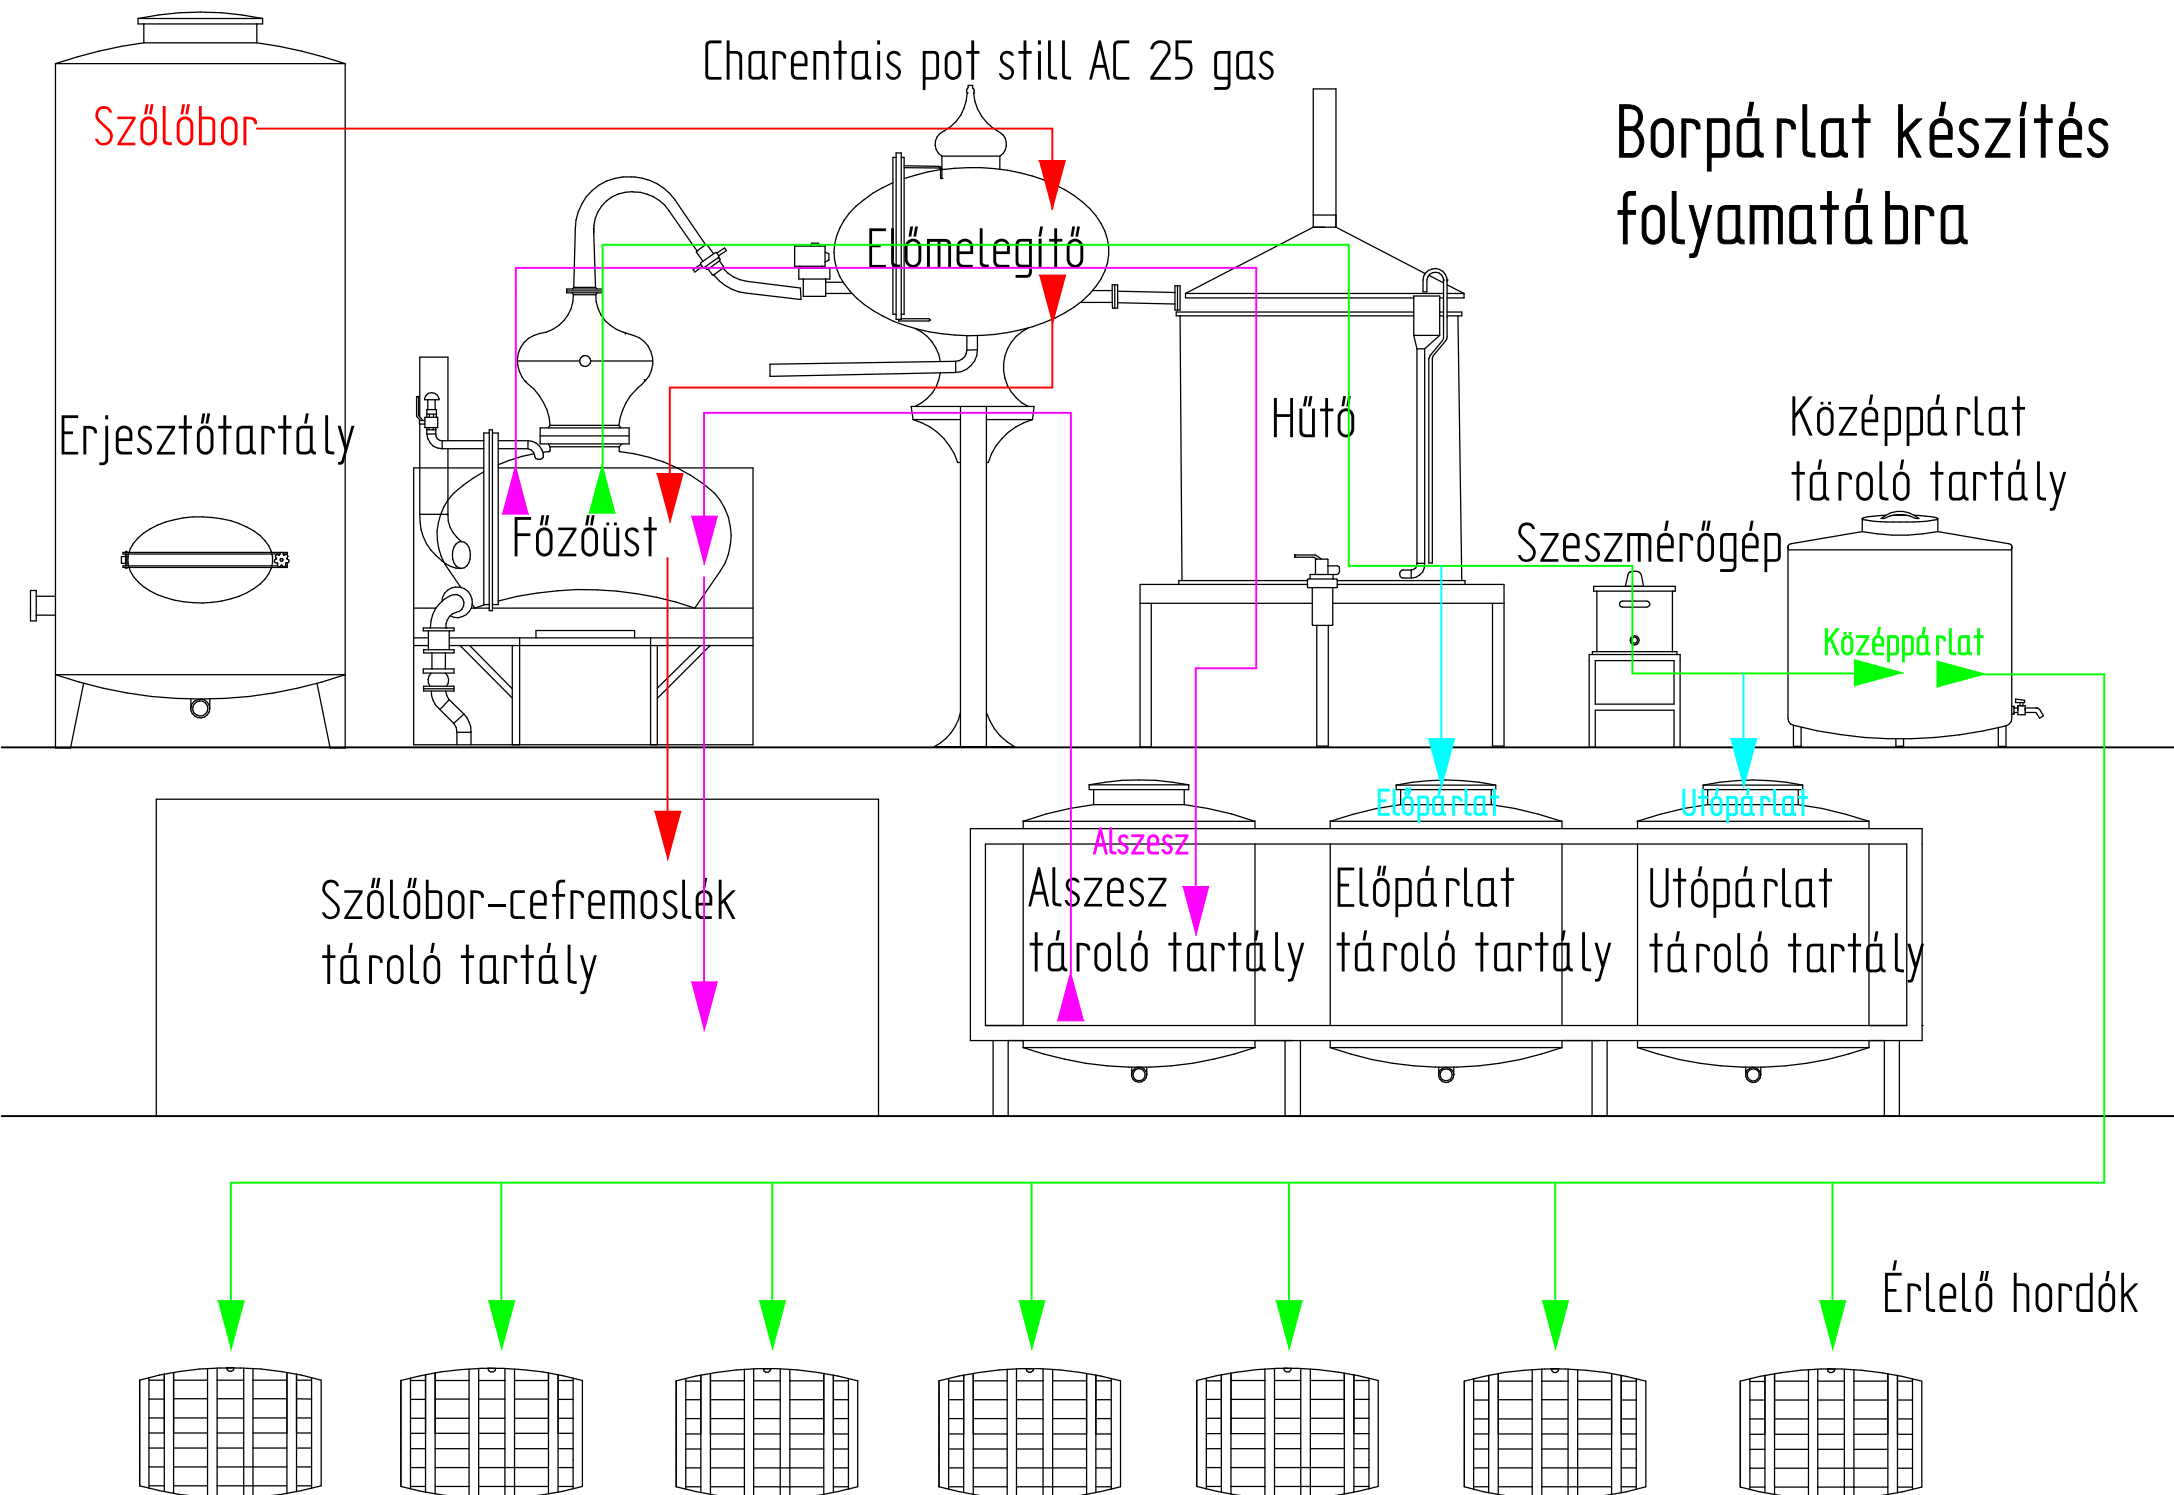 Charentais pot still AC 25 gas
Borpárlat készítés
folyamatábra
Szőlőbor
Előmelegítő
Erjesztőtartály
Hűtő
Középpárlat
tároló tartály
Főzőüst
Szeszmérőgép
Középpárlat
Előpárlat
Utópárlat
Alszesz
Szőlőbor-cefremoslék
tároló tartály
Alszesz
tároló tartály
Előpárlat
tároló tartály
Utópárlat
tároló tartály
Érlelő hordók